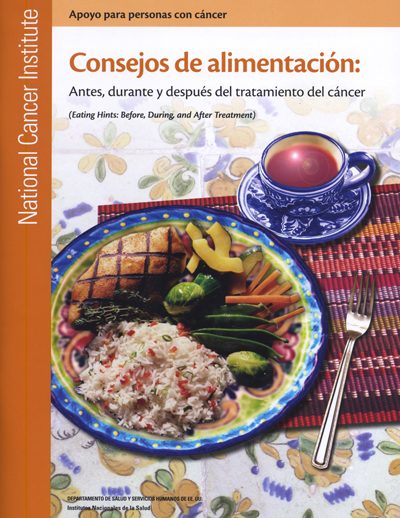 National Cancer Institute
Apoyo para personas con cáncer
Consejos de alimentación:
Antes, durante y después del tratamiento del cáncer
(Eating Hints: Before, During, and After Treatment)
DEPARTAMENTO DE SALUD Y SERVICIOS HUMANOS DE EE. UU.
Institutos Nacionales de la Salud